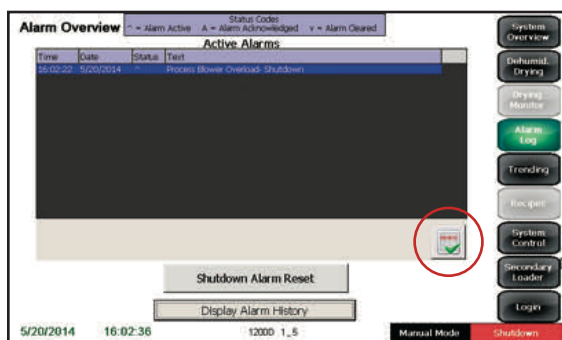 Alarm Overview
Status Codes
^ = Alarm Active A = Alarm Acknowledged v = Alarm Cleared
Active Alarms
Time Date Status Text
16:02:22 5/20/2014 ^ Process Blower Overload- Shutdown
Shutdown Alarm Reset
Display Alarm History
5/20/2014 16:02:36 12000 1_5 Manual Mode Shutdown
System
Overview
Dehumid.
Drying
Drying
Monitor
Alarm
Log
Trending
Recipes
System
Control
Secondary
Loader
Login